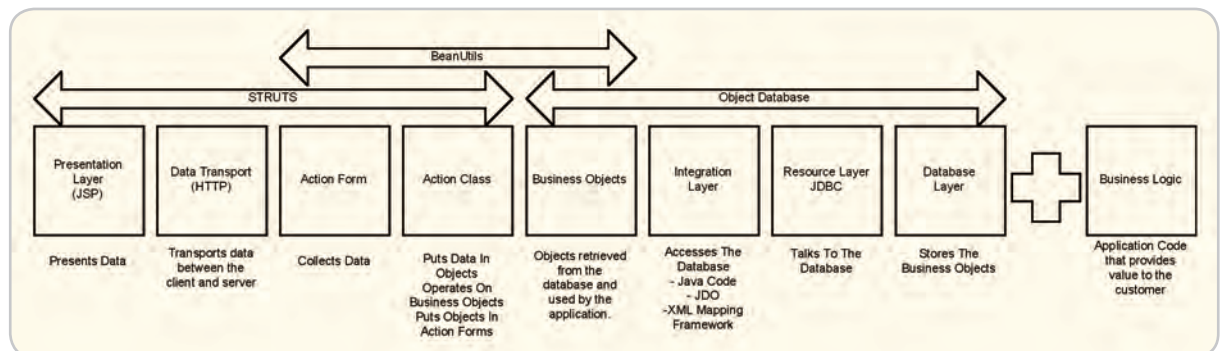 BeanUtils
STRUTS
Object Database
Presentation
Layer
(JSP)
Data Transport
(HTTP)
Action Form
Action Class
Business Objects
Integration
Layer
Resource Layer
JDBC
Database
Layer
Business Logic
Presents Data
Transports data
between the
client and server
Collects Data
Puts Data In
Objects
Operates On
Business Objects
Puts Objects In
Action Forms
Objects retrieved
from the
database and
used by the
application.
Accesses The
Database
- Java Code
- JDO
-XML Mapping
Framework
Talks To The
Database
Stores The
Business Objects
Application Code
that provides
value to the
customer